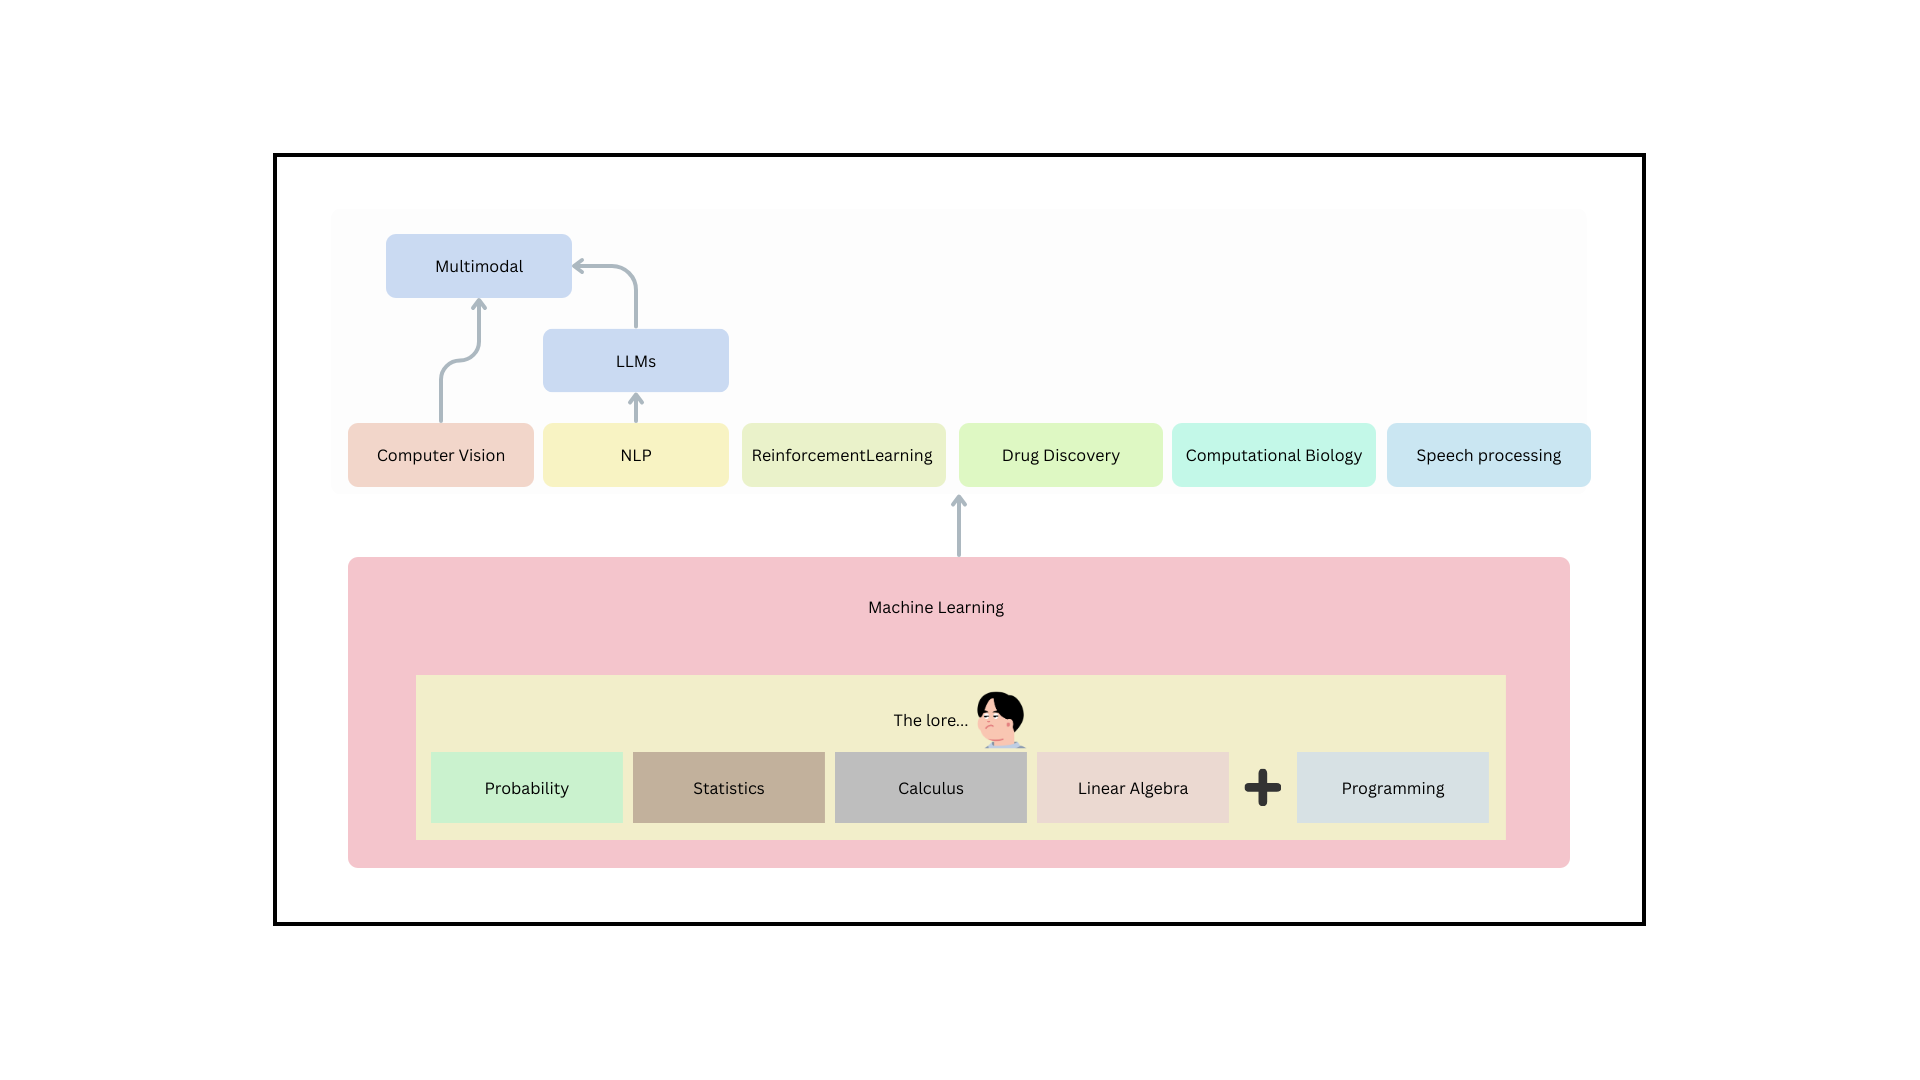 Multimodal
LLMs
Computer Vision
NLP
ReinforcementLearning
Drug Discovery
Computational Biology
Speech processing
Machine Learning
The lore...
Probability
Statistics
Calculus
Linear Algebra
Programming